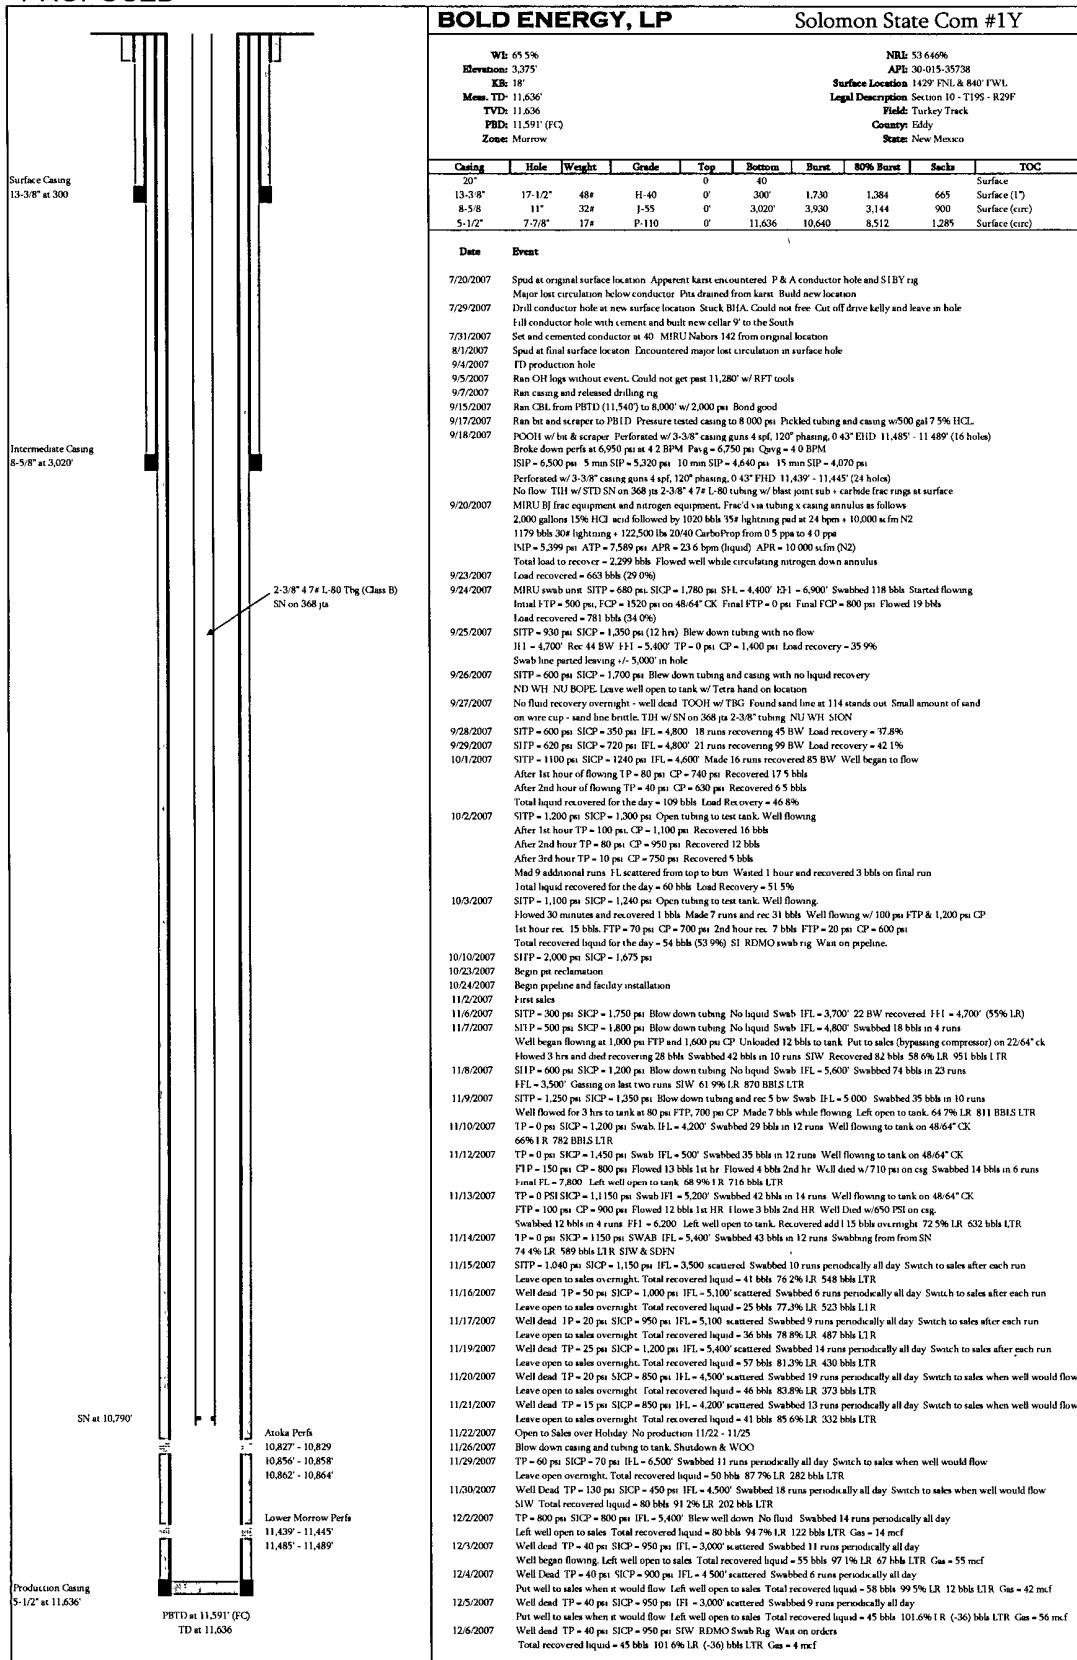 BOLD ENERGY, LP
Solomon State Com #1Y
WI: 65 5%
Elevation: 3,375'
KB: 18'
Meas. TD- 11,636'
TVD: 11,636
PBD: 11,591' (FC)
Zone: Morrow
NRI: 53 646%
API: 30-015-35738
Surface Location 1429' FNL & 840' FWL
Legal Description Section 10 - T19S - R29F
Field: Turkey Track
County: Eddy
State: New Mexico
Casing Hole Weight Grade Top Bottom Burst 80% Burst Sacks TOC
20" 0 40 Surface
13-3/8" 17-1/2" 48# H-40 0' 300' 1,730 1,384 665 Surface (1")
8-5/8 11" 32# J-55 0' 3,020' 3,930 3,144 900 Surface (circ)
5-1/2" 7-7/8" 17# P-110 0' 11,636 10,640 8,512 1,285 Surface (circ)
Date Event
7/20/2007 Spud at original surface location Apparent karst encountered P & A conductor hole and STBY rig
Major lost circulation below conductor Pits drained from karst Build new location
7/29/2007 Drill conductor hole at new surface location Stuck BHA. Could not free Cut off drive kelly and leave in hole
Fill conductor hole with cement and built new cellar 9' to the South
7/31/2007 Set and cemented conductor at 40 MIRU Nabors 142 from original location
8/1/2007 Spud at final surface locaton Encountered major lost circulation in surface hole
9/4/2007 TD production hole
9/5/2007 Ran OH logs without event. Could not get past 11,280' w/ RFT tools
9/7/2007 Ran casing and released drilling rig
9/15/2007 Ran CBL from PBTD (11,540') to 8,000' w/ 2,000 psi Bond good
9/17/2007 Ran bit and scraper to PBTD Pressure tested casing to 8 000 psi Pickled tubing and casing w/500 gal 7 5% HCL.
9/18/2007 POOH w/ bit & scraper Perforated w/ 3-3/8" casing guns 4 spf, 120° phasing, 0 43" EHD 11,485' - 11 489' (16 holes)
Broke down perfs at 6,950 psi at 4 2 BPM Pavg = 6,750 psi Qavg = 4 0 BPM
ISIP = 6,500 psi 5 min SIP = 5,320 psi 10 min SIP = 4,640 psi 15 min SIP = 4,070 psi
Perforated w/ 3-3/8" casing guns 4 spf, 120° phasing, 0 43" EHD 11,439' - 11,445' (24 holes)
No flow TIH w/ STD SN on 368 jts 2-3/8" 4 7# L-80 tubing w/ blast joint sub + carbide frac rings at surface
9/20/2007 MIRU BJ frac equipment and nitrogen equipment. Frac'd via tubing x casing annulus as follows
2,000 gallons 15% HCl acid followed by 1020 bbls 35# lightning pad at 24 bpm + 10,000 scfm N2
1179 bbls 30# lightning + 122,500 lbs 20/40 CarboProp from 0 5 ppa to 4 0 ppa
ISIP = 5,399 psi ATP = 7,589 psi APR = 23 6 bpm (liquid) APR = 10 000 scfm (N2)
Total load to recover = 2,299 bbls Flowed well while circulating nitrogen down annulus
9/23/2007 Load recovered = 663 bbls (29 0%)
9/24/2007 MIRU swab unit SITP = 680 psi. SICP = 1,780 psi SFL = 4,400' EFL = 6,900' Swabbed 118 bbls Started flowing
Intial FTP = 500 psi, FCP = 1520 psi on 48/64" CK Final FTP = 0 psi Final FCP = 800 psi Flowed 19 bbls
Load recovered = 781 bbls (34 0%)
9/25/2007 SITP = 930 psi SICP = 1,350 psi (12 hrs) Blew down tubing with no flow
IFL = 4,700' Rec 44 BW FFL = 5,400' TP = 0 psi CP = 1,400 psi Load recovery = 35 9%
Swab line parted leaving +/- 5,000' in hole
9/26/2007 SITP = 600 psi SICP = 1,700 psi Blew down tubing and casing with no liquid recovery
ND WH NU BOPE. Leave well open to tank w/ Tetra hand on location
9/27/2007 No fluid recovery overnight - well dead TOOH w/ TBG Found sand line at 114 stands out Small amount of sand
on wire cup - sand line brittle. TIH w/ SN on 368 jts 2-3/8" tubing NU WH SION
9/28/2007 SITP = 600 psi SICP = 350 psi IFL = 4,800 18 runs recovering 45 BW Load recovery = 37.8%
9/29/2007 SITP = 620 psi SICP = 720 psi IFL = 4,800' 21 runs recovering 99 BW Load recovery = 42 1%
10/1/2007 SITP = 1100 psi SICP = 1240 psi IFL = 4,600' Made 16 runs recovered 85 BW Well began to flow
After 1st hour of flowing TP = 80 psi CP = 740 psi Recovered 17 5 bbls
After 2nd hour of flowing TP = 40 psi CP = 630 psi Recovered 6 5 bbls
Total liquid recovered for the day = 109 bbls Load Recovery = 46 8%
10/2/2007 SITP = 1,200 psi SICP = 1,300 psi Open tubing to test tank. Well flowing
After 1st hour TP = 100 psi. CP = 1,100 psi Recovered 16 bbls
After 2nd hour TP = 80 psi CP = 950 psi Recovered 12 bbls
After 3rd hour TP = 10 psi CP = 750 psi Recovered 5 bbls
Mad 9 additional runs FL scattered from top to btm Waited 1 hour and recovered 3 bbls on final run
Total liquid recovered for the day = 60 bbls Load Recovery = 51 5%
10/3/2007 SITP = 1,100 psi SICP = 1,240 psi Open tubing to test tank. Well flowing.
Flowed 30 minutes and recovered 1 bbls Made 7 runs and rec 31 bbls Well flowing w/ 100 psi FTP & 1,200 psi CP
1st hour rec 15 bbls. FTP = 70 psi CP = 700 psi 2nd hour rec 7 bbls FTP = 20 psi CP = 600 psi
Total recovered liquid for the day = 54 bbls (53 9%) SI RDMO swab rig Wait on pipeline.
10/10/2007 SITP = 2,000 psi SICP = 1,675 psi
10/23/2007 Begin pit reclamation
10/24/2007 Begin pipeline and facility installation
11/2/2007 First sales
11/6/2007 SITP = 300 psi SICP = 1,750 psi Blow down tubing No liquid Swab IFL = 3,700' 22 BW recovered FFL = 4,700' (55% LR)
11/7/2007 SITP = 500 psi SICP = 1,800 psi Blow down tubing No liquid Swab IFL = 4,800' Swabbed 18 bbls in 4 runs
Well began flowing at 1,000 psi FTP and 1,600 psi CP Unloaded 12 bbls to tank Put to sales (bypassing compressor) on 22/64" ck
Flowed 3 hrs and died recovering 28 bbls Swabbed 42 bbls in 10 runs SIW Recovered 82 bbls 58 6% LR 951 bbls LTR
11/8/2007 SITP = 600 psi SICP = 1,200 psi Blow down tubing No liquid Swab IFL = 5,600' Swabbed 74 bbls in 23 runs
FFL = 3,500' Gassing on last two runs SIW 61 9% LR 870 BBLS LTR
11/9/2007 SITP = 1,250 psi SICP = 1,350 psi Blow down tubing and rec 5 bw Swab IFL = 5 000 Swabbed 35 bbls in 10 runs
Well flowed for 3 hrs to tank at 80 psi FTP, 700 psi CP Made 7 bbls while flowing Left open to tank. 64 7% LR 811 BBLS LTR
11/10/2007 TP = 0 psi SICP = 1,200 psi Swab. IFL = 4,200' Swabbed 29 bbls in 12 runs Well flowing to tank on 48/64" CK
66% LR 782 BBLS LTR
11/12/2007 TP = 0 psi SICP = 1,450 psi Swab IFL = 500' Swabbed 35 bbls in 12 runs Well flowing to tank on 48/64" CK
FTP = 150 psi CP = 800 psi Flowed 13 bbls 1st hr Flowed 4 bbls 2nd hr Well died w/ 710 psi on csg Swabbed 14 bbls in 6 runs
Final FL = 7,800 Left well open to tank 68 9% LR 716 bbls LTR
11/13/2007 TP = 0 PSI SICP = 1,1150 psi Swab IFL = 5,200' Swabbed 42 bbls in 14 runs Well flowing to tank on 48/64" CK
FTP = 100 psi CP = 900 psi Flowed 12 bbls 1st HR Flowe 3 bbls 2nd HR Well Died w/650 PSI on csg.
Swabbed 12 bbls in 4 runs FFL = 6,200 Left well open to tank. Recovered add l 15 bbls overnight 72 5% LR 632 bbls LTR
11/14/2007 TP = 0 psi SICP = 1150 psi SWAB IFL = 5,400' Swabbed 43 bbls in 12 runs Swabbing from from SN
74 4% LR 589 bbls LTR SIW & SDFN
11/15/2007 SITP = 1,040 psi SICP = 1,150 psi IFL = 3,500 scattered Swabbed 10 runs periodically all day Switch to sales after each run
Leave open to sales overnight. Total recovered liquid = 41 bbls 76 2% LR 548 bbls LTR
11/16/2007 Well dead TP = 50 psi SICP = 1,000 psi IFL = 5,100' scattered Swabbed 6 runs periodically all day Switch to sales after each run
Leave open to sales overnight Total recovered liquid = 25 bbls 77.3% LR 523 bbls LTR
11/17/2007 Well dead TP = 20 psi SICP = 950 psi IFL = 5,100 scattered Swabbed 9 runs periodically all day Switch to sales after each run
Leave open to sales overnight Total recovered liquid = 36 bbls 78 8% LR 487 bbls LTR
11/19/2007 Well dead TP = 25 psi SICP = 1,200 psi IFL = 5,400' scattered Swabbed 14 runs periodically all day Switch to sales after each run
Leave open to sales overnight. Total recovered liquid = 57 bbls 81.3% LR 430 bbls LTR
11/20/2007 Well dead TP = 20 psi SICP = 850 psi IFL = 4,500' scattered Swabbed 19 runs periodically all day Switch to sales when well would flow
Leave open to sales overnight Total recovered liquid = 46 bbls 83.8% LR 373 bbls LTR
11/21/2007 Well dead TP = 15 psi SICP = 850 psi IFL = 4,200' scattered Swabbed 13 runs periodically all day Switch to sales when well would flow
Leave open to sales overnight Total recovered liquid = 41 bbls 85 6% LR 332 bbls LTR
11/22/2007 Open to Sales over Holiday No production 11/22 - 11/25
11/26/2007 Blow down casing and tubing to tank. Shutdown & WOO
11/29/2007 TP = 60 psi SICP = 70 psi IFL = 6,500' Swabbed 11 runs periodically all day Switch to sales when well would flow
Leave open overnight. Total recovered liquid = 50 bbls 87 7% LR 282 bbls LTR
11/30/2007 Well Dead TP = 130 psi SICP = 450 psi IFL = 4,500' Swabbed 18 runs periodically all day Switch to sales when well would flow
SIW Total recovered liquid = 80 bbls 91 2% LR 202 bbls LTR
12/2/2007 TP = 800 psi SICP = 800 psi IFL = 5,400' Blew well down No fluid Swabbed 14 runs periodically all day
Left well open to sales Total recovered liquid = 80 bbls 94 7% LR 122 bbls LTR Gas = 14 mcf
12/3/2007 Well dead TP = 40 psi SICP = 950 psi IFL = 3,000' scattered Swabbed 11 runs periodically all day
Well began flowing. Left well open to sales Total recovered liquid = 55 bbls 97 1% LR 67 bbls LTR Gas = 55 mcf
12/4/2007 Well Dead TP = 40 psi SICP = 900 psi IFL = 4 500' scattered Swabbed 6 runs periodically all day
Put well to sales when it would flow Left well open to sales Total recovered liquid = 58 bbls 99 5% LR 12 bbls LTR Gas = 42 mcf
12/5/2007 Well dead TP = 40 psi SICP = 950 psi IFL = 3,000' scattered Swabbed 9 runs periodically all day
Put well to sales when it would flow Left well open to sales Total recovered liquid = 45 bbls 101.6% LR (-36) bbls LTR Gas = 56 mcf
12/6/2007 Well dead TP = 40 psi SICP = 950 psi SIW RDMO Swab Rig Wait on orders
Total recovered liquid = 45 bbls 101 6% LR (-36) bbls LTR Gas = 4 mcf
Surface Casing
13-3/8" at 300
Intermediate Casing
8-5/8" at 3,020'
2-3/8" 4 7# L-80 Tbg (Class B)
SN on 368 jts
SN at 10,790'
Atoka Perfs
10,827' - 10,829
10,856' - 10,858'
10,862' - 10,864'
Lower Morrow Perfs
11,439' - 11,445'
11,485' - 11,489'
Production Casing
5-1/2" at 11,636'
PBTD at 11,591' (FC)
TD at 11,636